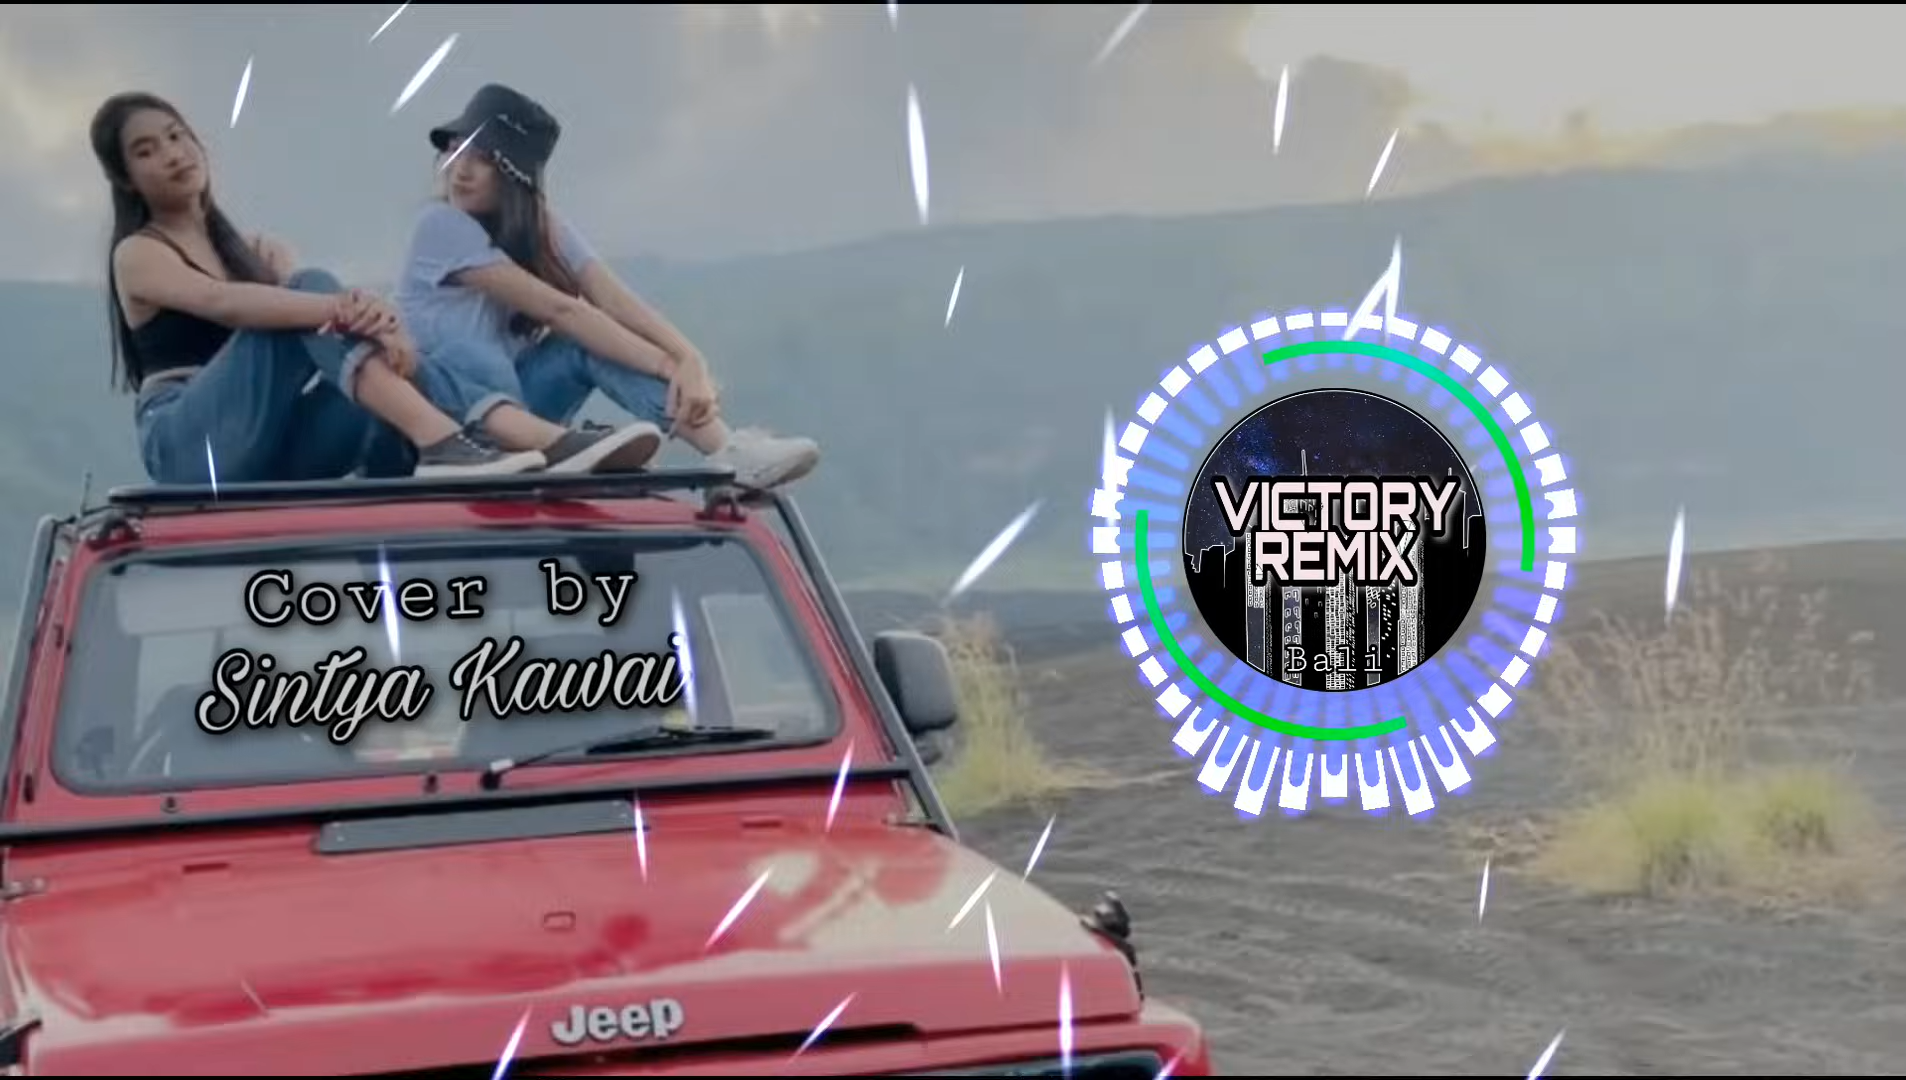 Cover by
Sintya Kawai
Jeep
VICTORY
REMIX
Bali